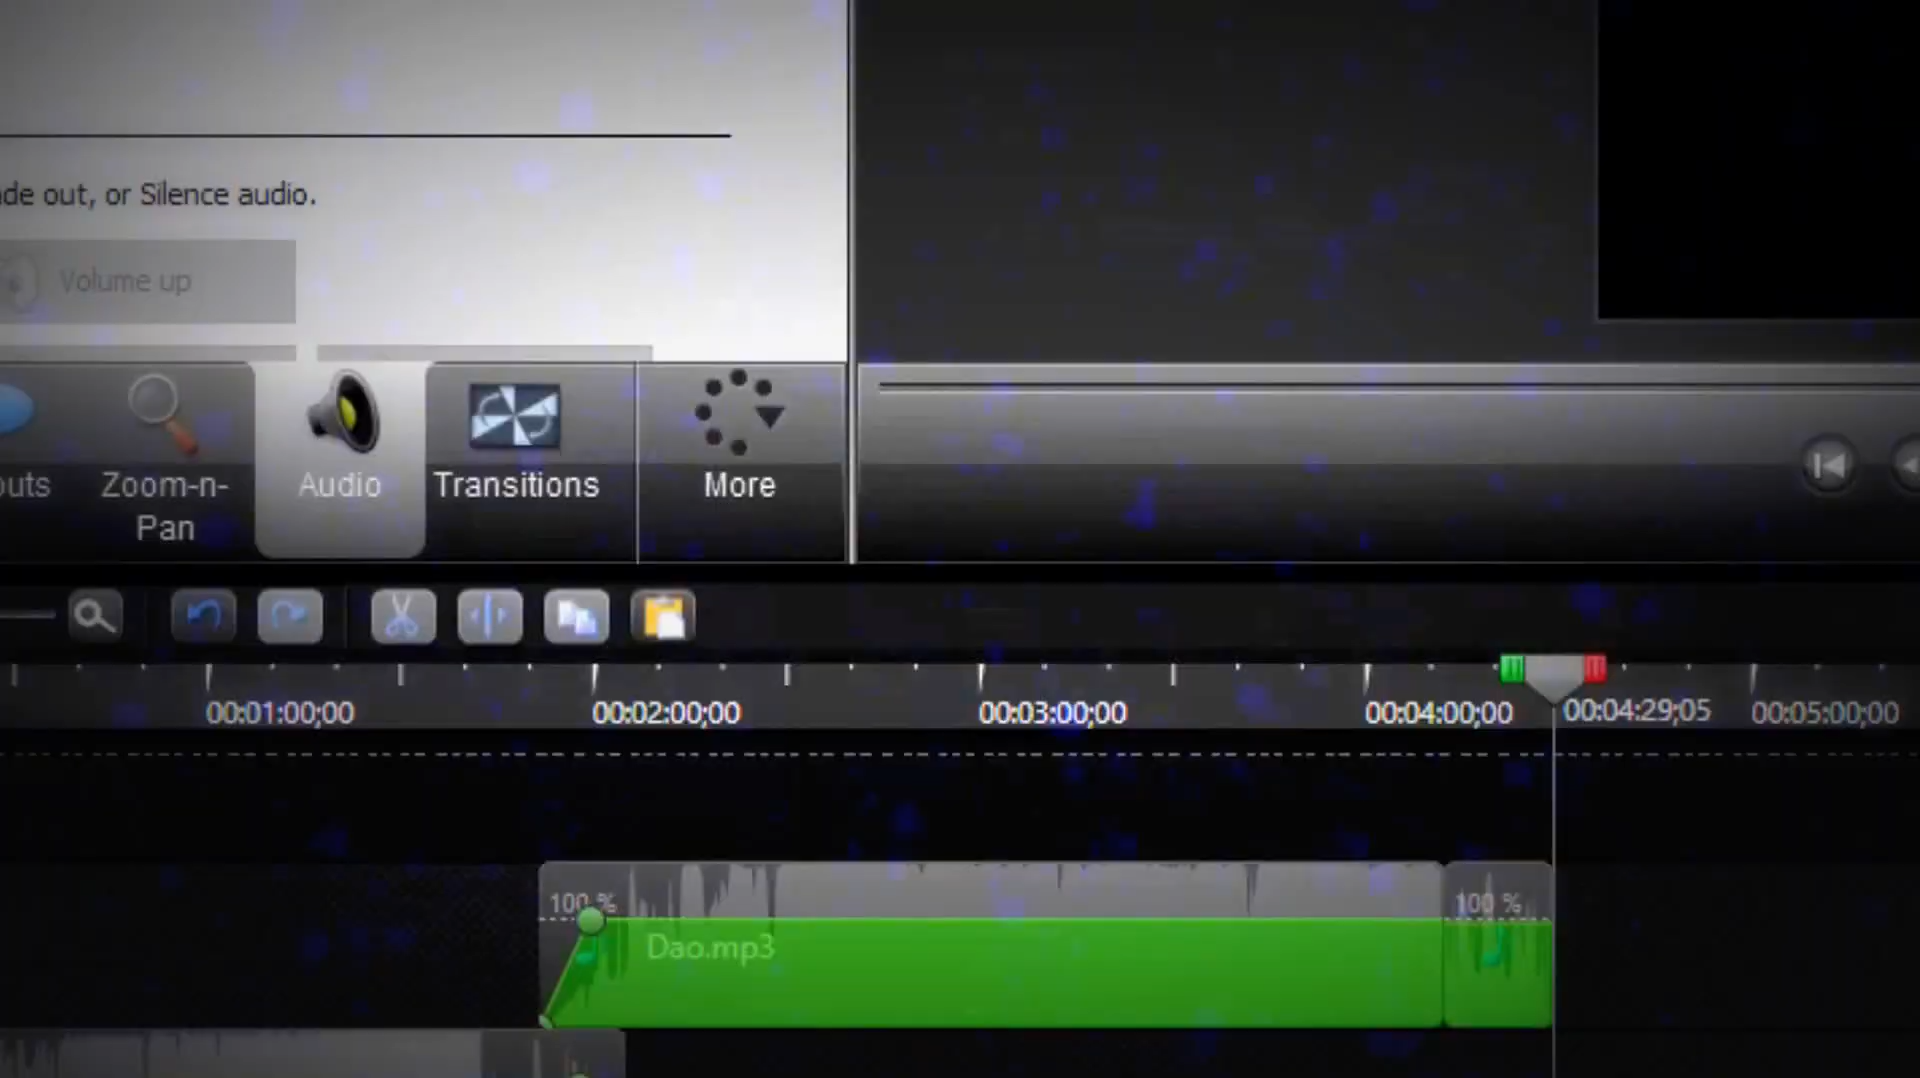 de out, or Silence audio.
Volume up
outs
Zoom-n-
Pan
Audio
Transitions
More
00:01:00;00
00:02:00;00
00:03:00;00
00:04:00;00
00:04:29;05
00:05:00;00
100 %
100 %
Dao.mp3